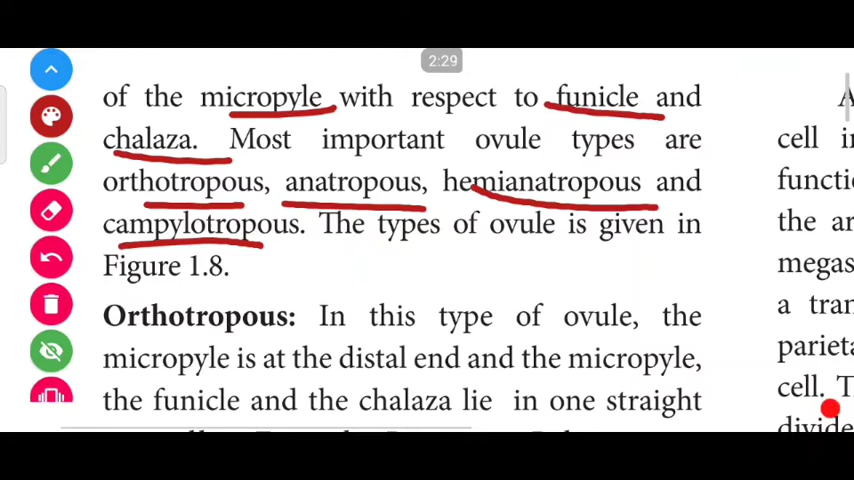 2:29
of the micropyle with respect to funicle and
chalaza. Most important ovule types are
orthotropous, anatropous, hemianatropous and
campylotropous. The types of ovule is given in
Figure 1.8.
Orthotropous: In this type of ovule, the
micropyle is at the distal end and the micropyle,
the funicle and the chalaza lie in one straight
A
cell i
functi
the ar
megas
a tran
parieta
cell. T
divide